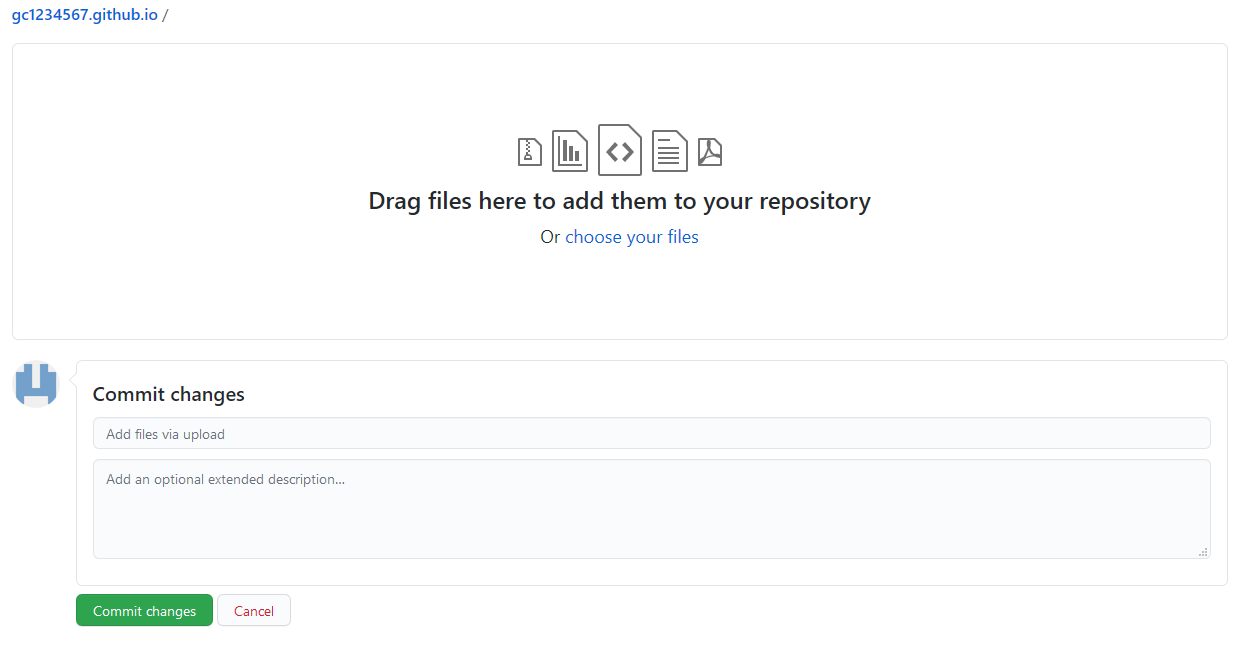 gc1234567.github.io /
Drag files here to add them to your repository
Or choose your files
Commit changes
Add files via upload
Add an optional extended description...
Commit changes
Cancel